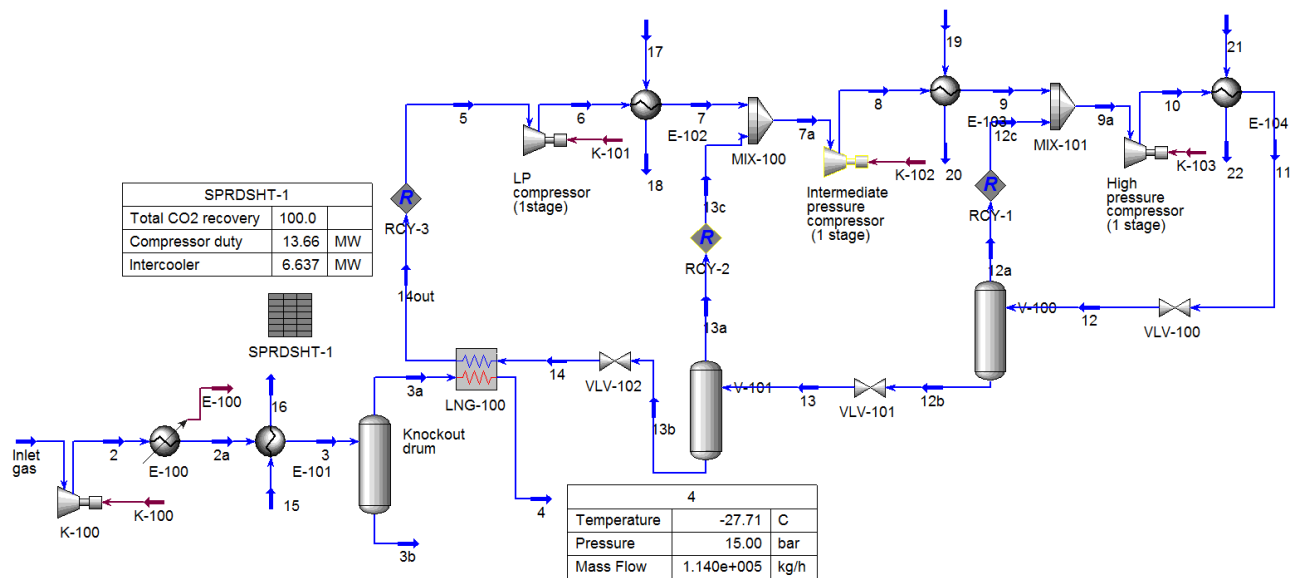 17
19
21
5
6
7
E-102
7a
8
9
E-103
12c
9a
10
E-104
11
K-101
MIX-100
K-102
MIX-101
K-103
18
20
22
LP
compressor
(1stage)
Intermediate
pressure
compressor
(1 stage)
High
pressure
compressor
(1 stage)
SPRDSHT-1
Total CO2 recovery 100.0
Compressor duty 13.66 MW
Intercooler 6.637 MW
R
RCY-3
13c
R
RCY-2
R
RCY-1
12a
14out
13a
V-100
12
VLV-100
SPRDSHT-1
14
VLV-102
V-101
13
VLV-101
12b
3a
LNG-100
13b
16
E-100
Inlet
gas
2
E-100
2a
E-101
3
Knockout
drum
K-100
K-100
15
3b
4
4
Temperature -27.71 C
Pressure 15.00 bar
Mass Flow 1.140e+005 kg/h